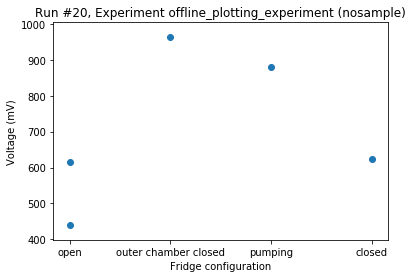 Run #20, Experiment offline_plotting_experiment (nosample)
1000
900
800
700
600
500
400
Voltage (mV)
open outer chamber closed pumping closed
Fridge configuration